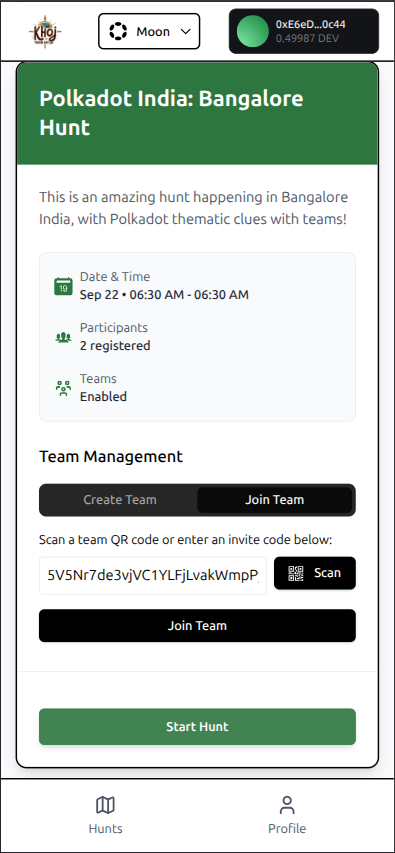 KHOJ
Moon
0xE6eD...0c44
0.49987 DEV
Polkadot India: Bangalore
Hunt
This is an amazing hunt happening in Bangalore
India, with Polkadot thematic clues with teams!
19
Date & Time
Sep 22 • 06:30 AM - 06:30 AM
Participants
2 registered
Teams
Enabled
Team Management
Create Team
Join Team
Scan a team QR code or enter an invite code below:
5V5Nr7de3vjVC1YLFjLvakWmpP
Scan
Join Team
Start Hunt
Hunts
Profile